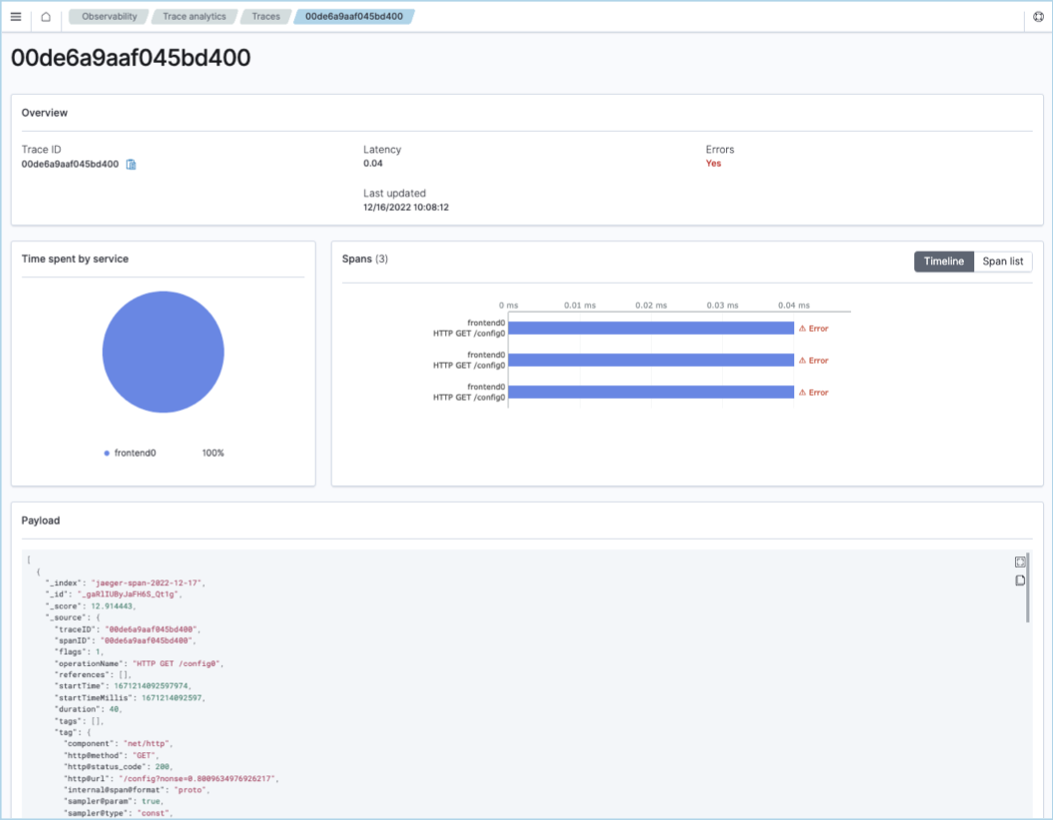 Observability Trace analytics Traces 00de6a9aaf045bd400
00de6a9aaf045bd400
Overview
Trace ID
00de6a9aaf045bd400
Latency
0.04
Errors
Yes
Last updated
12/16/2022 10:08:12
Time spent by service
frontend0 100%
Spans (3)
Timeline Span list
0 ms 0.01 ms 0.02 ms 0.03 ms 0.04 ms
frontend0
HTTP GET /config0
Error
frontend0
HTTP GET /config0
Error
frontend0
HTTP GET /config0
Error
Payload
[
{
"_index": "jaeger-span-2022-12-17",
"_id": "_gaRlIUByJaFH6S_Qt1g",
"_score": 12.914443,
"_source": {
"traceID": "00de6a9aaf045bd400",
"spanID": "00de6a9aaf045bd400",
"flags": 1,
"operationName": "HTTP GET /config0",
"references": [],
"startTime": 1671214092597974,
"startTimeMillis": 1671214092597,
"duration": 40,
"tags": [],
"tag": {
"component": "net/http",
"http@method": "GET",
"http@status_code": 200,
"http@url": "/config?nonse=0.8009634976926217",
"internal@span@format": "proto",
"sampler@param": true,
"sampler@type": "const",